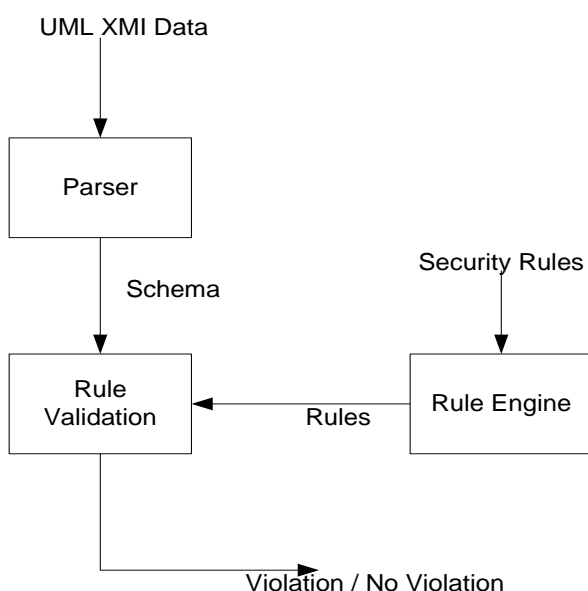 UML XMI Data
Parser
Schema
Security Rules
Rule
Validation
Rules
Rule Engine
Violation / No Violation